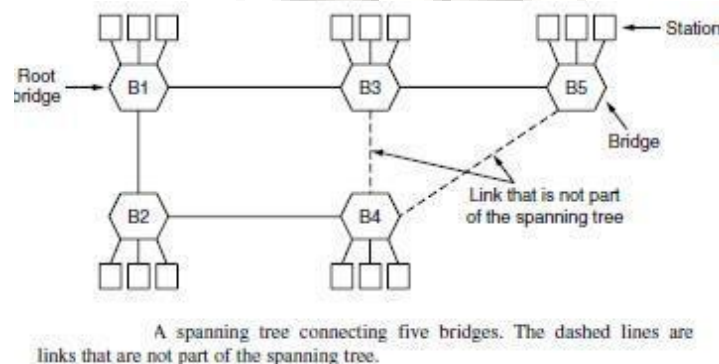 Station
Root
bridge
B1
B3
B5
Bridge
Link that is not part
of the spanning tree
B2
B4
A spanning tree connecting five bridges. The dashed lines are
links that are not part of the spanning tree.